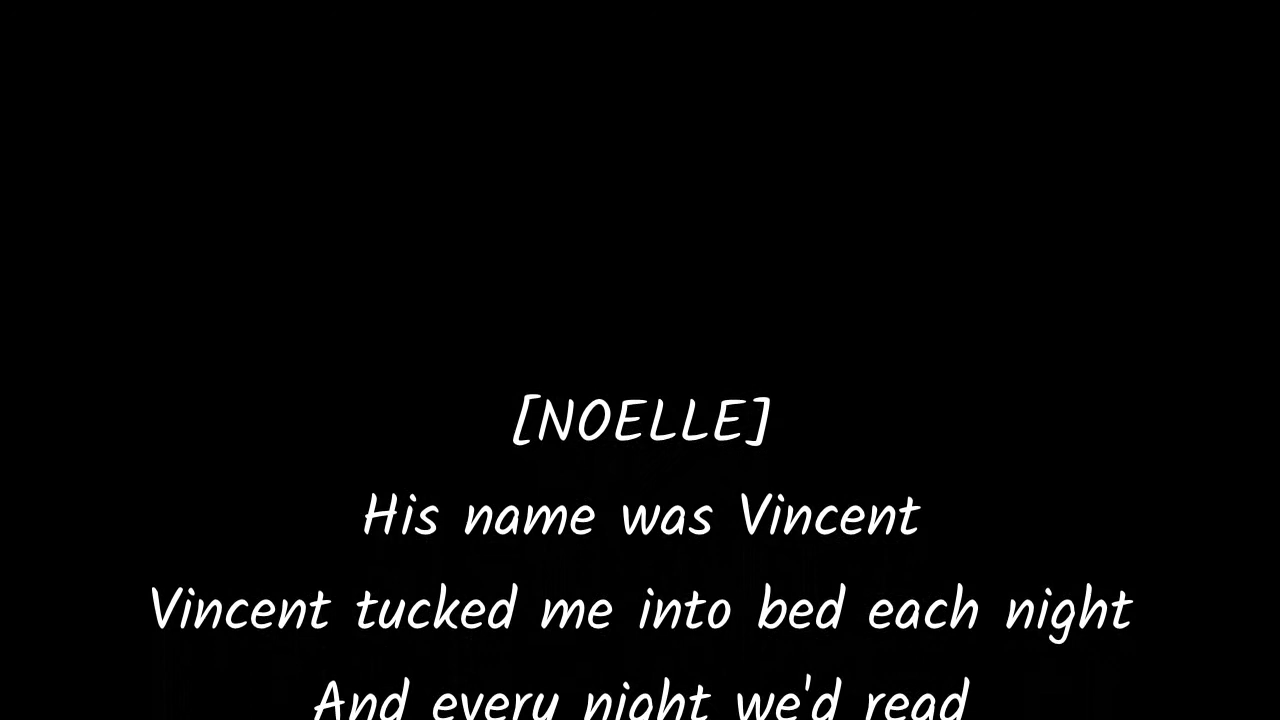 [NOELLE]
His name was Vincent
Vincent tucked me into bed each night
And every night we'd read